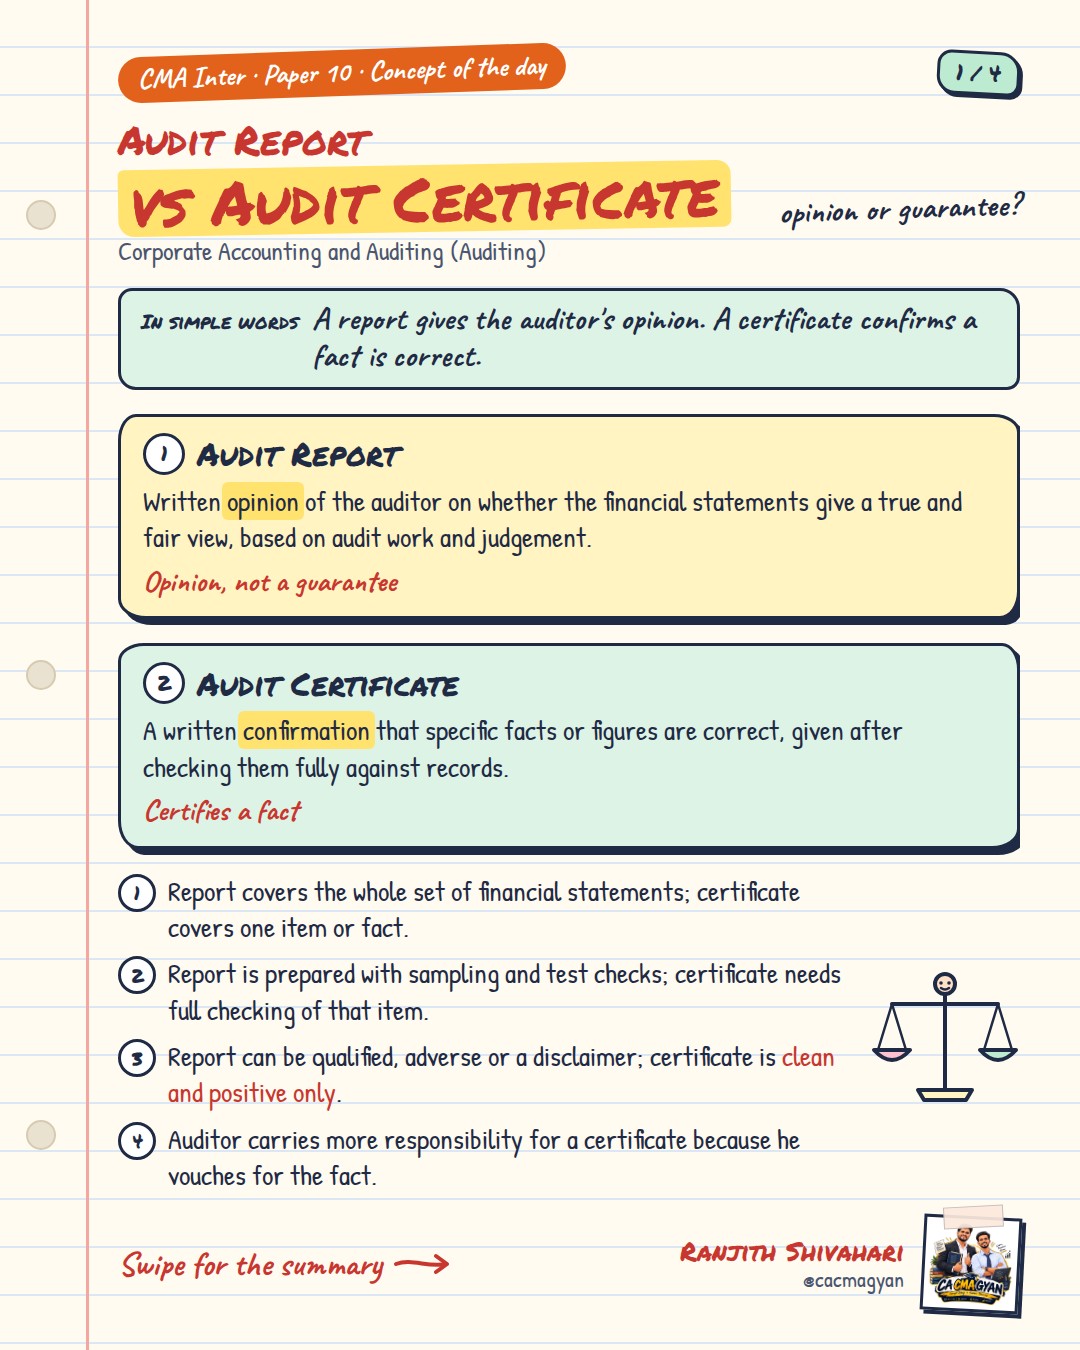 CMA Inter · Paper 10 · Concept of the day
1 / 4
Audit Report
vs Audit Certificate
opinion or guarantee?
Corporate Accounting and Auditing (Auditing)
In simple words A report gives the auditor's opinion. A certificate confirms a
fact is correct.
1 Audit Report
Written opinion of the auditor on whether the financial statements give a true and
fair view, based on audit work and judgement.
Opinion, not a guarantee
2 Audit Certificate
A written confirmation that specific facts or figures are correct, given after
checking them fully against records.
Certifies a fact
1 Report covers the whole set of financial statements; certificate
covers one item or fact.
2 Report is prepared with sampling and test checks; certificate needs
full checking of that item.
3 Report can be qualified, adverse or a disclaimer; certificate is clean
and positive only.
4 Auditor carries more responsibility for a certificate because he
vouches for the fact.
Swipe for the summary
Ranjith Shivahari
@cacmagyan
CA CMA GYAN